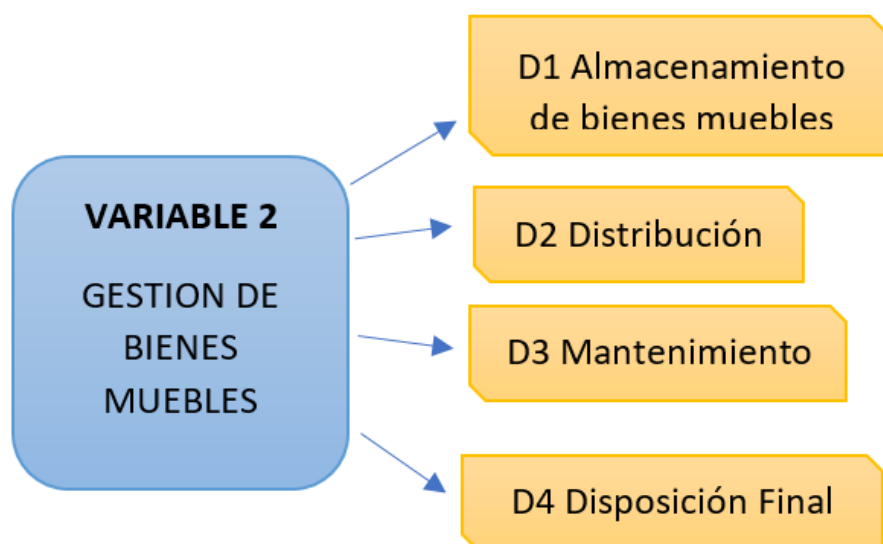 D1 Almacenamiento
de bienes muebles
VARIABLE 2
GESTION DE
BIENES
MUEBLES
D2 Distribución
D3 Mantenimiento
D4 Disposición Final